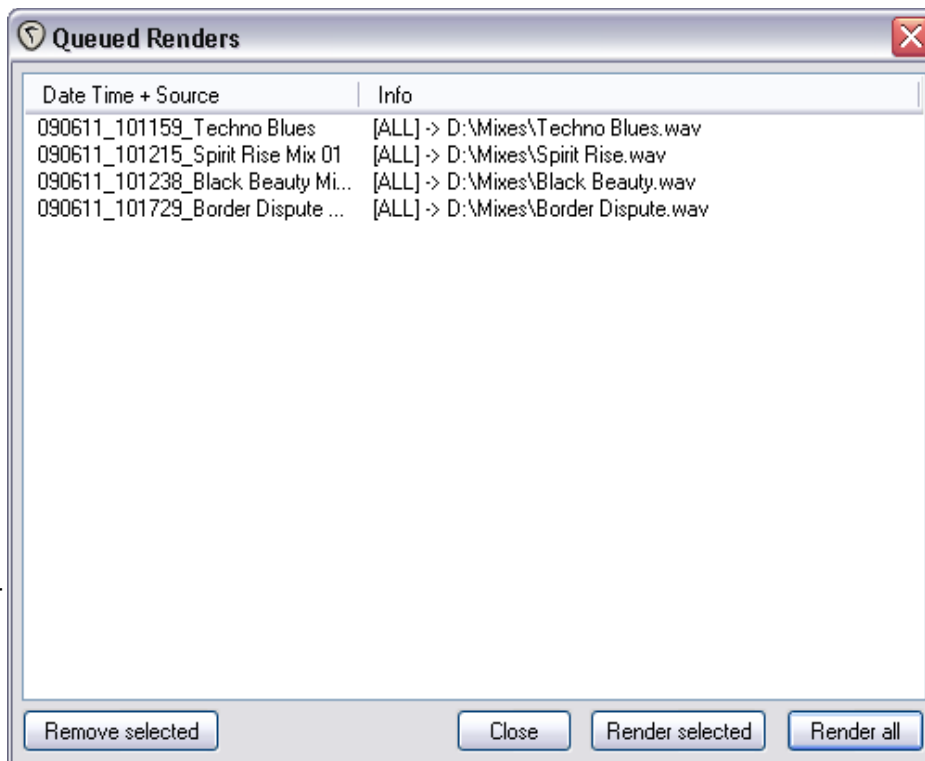 Queued Renders
Date Time + Source Info
090611_101159_Techno Blues [ALL] -> D:\Mixes\Techno Blues.wav
090611_101215_Spirit Rise Mix 01 [ALL] -> D:\Mixes\Spirit Rise.wav
090611_101238_Black Beauty Mi... [ALL] -> D:\Mixes\Black Beauty.wav
090611_101729_Border Dispute ... [ALL] -> D:\Mixes\Border Dispute.wav
Remove selected Close Render selected Render all